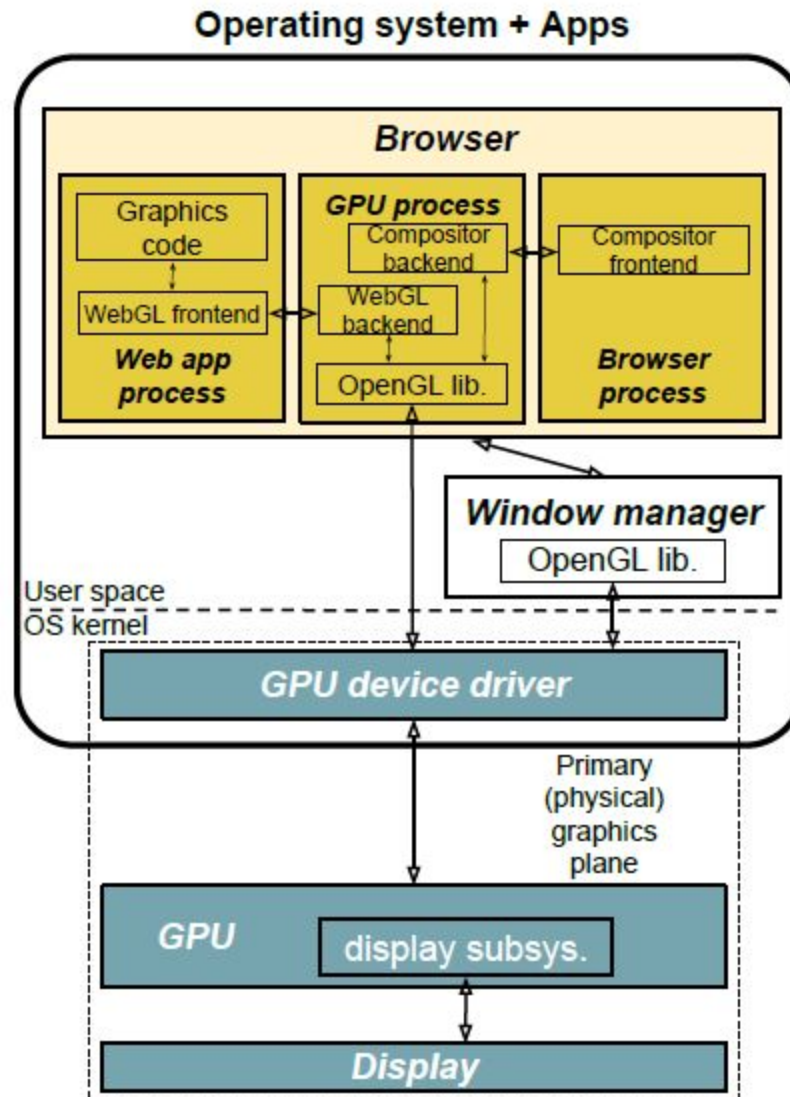 Operating system + Apps
Browser
Graphics
code
WebGL frontend
Web app
process
GPU process
Compositor
backend
WebGL
backend
OpenGL lib.
Compositor
frontend
Browser
process
Window manager
OpenGL lib.
User space
OS kernel
GPU device driver
Primary
(physical)
graphics
plane
GPU
display subsys.
Display